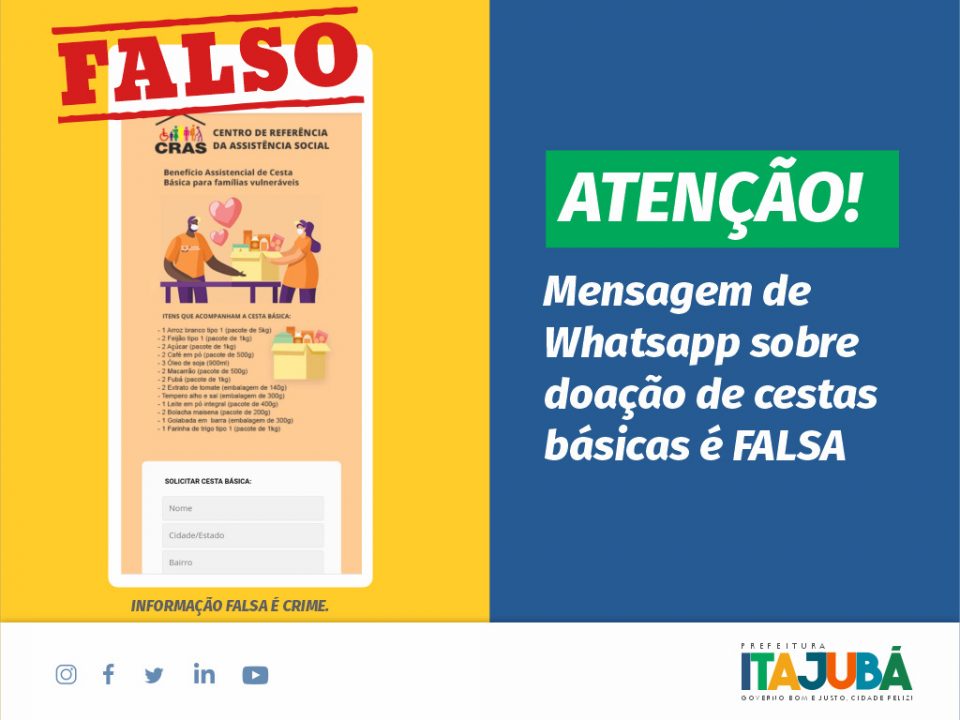 FALSO
CRAS
CENTRO DE REFERÊNCIA
DA ASSISTÊNCIA SOCIAL
Benefício Assistencial de Cesta
Básica para famílias vulneráveis
ITENS QUE ACOMPANHAM A CESTA BÁSICA:
- 1 Arroz branco tipo 1 (pacote de 5kg)
- 2 Feijão tipo 1 (pacote de 1kg)
- 2 Açúcar (pacote de 1kg)
- 2 Café em pó (pacote de 500g)
- 3 Óleo de soja (900ml)
- 2 Macarrão (pacote de 500g)
- 2 Fubá (pacote de 1kg)
- 2 Extrato de tomate (embalagem de 140g)
- Tempero alho e sal (embalagem de 300g)
- 1 Leite em pó integral (pacote de 400g)
- 2 Bolacha maisena (pacote de 200g)
- 1 Goiabada em barra (embalagem de 300g)
- 1 Farinha de trigo tipo 1 (pacote de 1kg)
SOLICITAR CESTA BÁSICA:
Nome
Cidade/Estado
Bairro
INFORMAÇÃO FALSA É CRIME.
ATENÇÃO!
Mensagem de
Whatsapp sobre
doação de cestas
básicas é FALSA
PREFEITURA
ITAJUBÁ
GOVERNO BOM E JUSTO, CIDADE FELIZ!